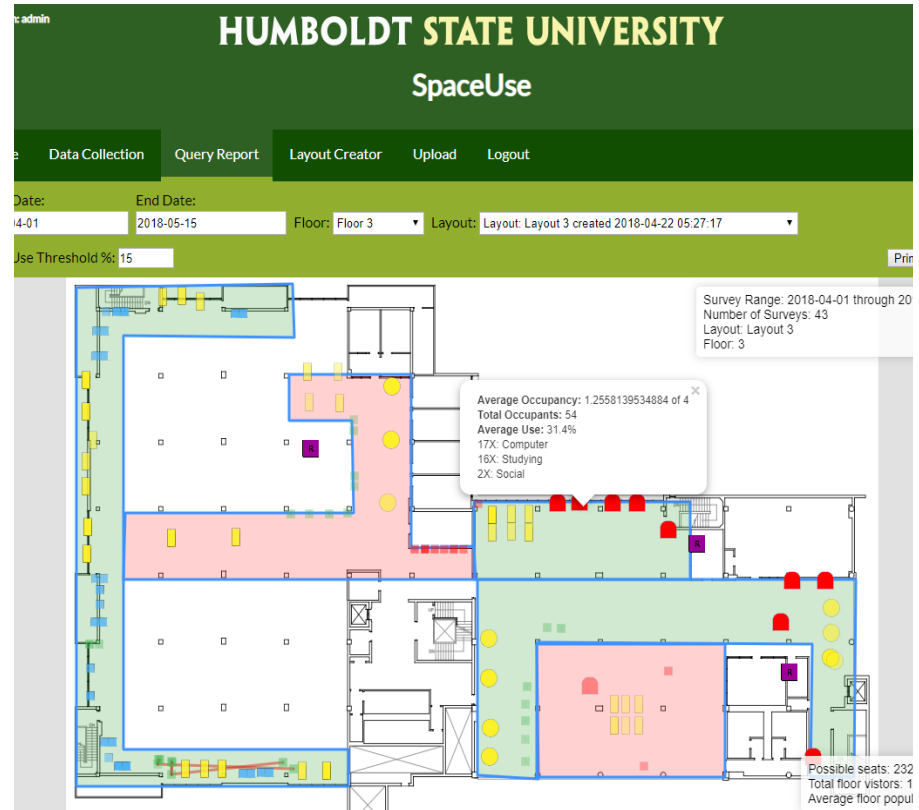 n: admin
HUMBOLDT STATE UNIVERSITY
SpaceUse
e Data Collection Query Report Layout Creator Upload Logout
Date: End Date:
04-01 2018-05-15 Floor: Floor 3 Layout: Layout: Layout 3 created 2018-04-22 05:27:17
Use Threshold %: 15 Prin
Survey Range: 2018-04-01 through 20
Number of Surveys: 43
Layout: Layout 3
Floor: 3
×
Average Occupancy: 1.2558139534884 of 4
Total Occupants: 54
Average Use: 31.4%
17X: Computer
16X: Studying
2X: Social
R
R
R
Possible seats: 232
Total floor vistors: 1
Average floor popul